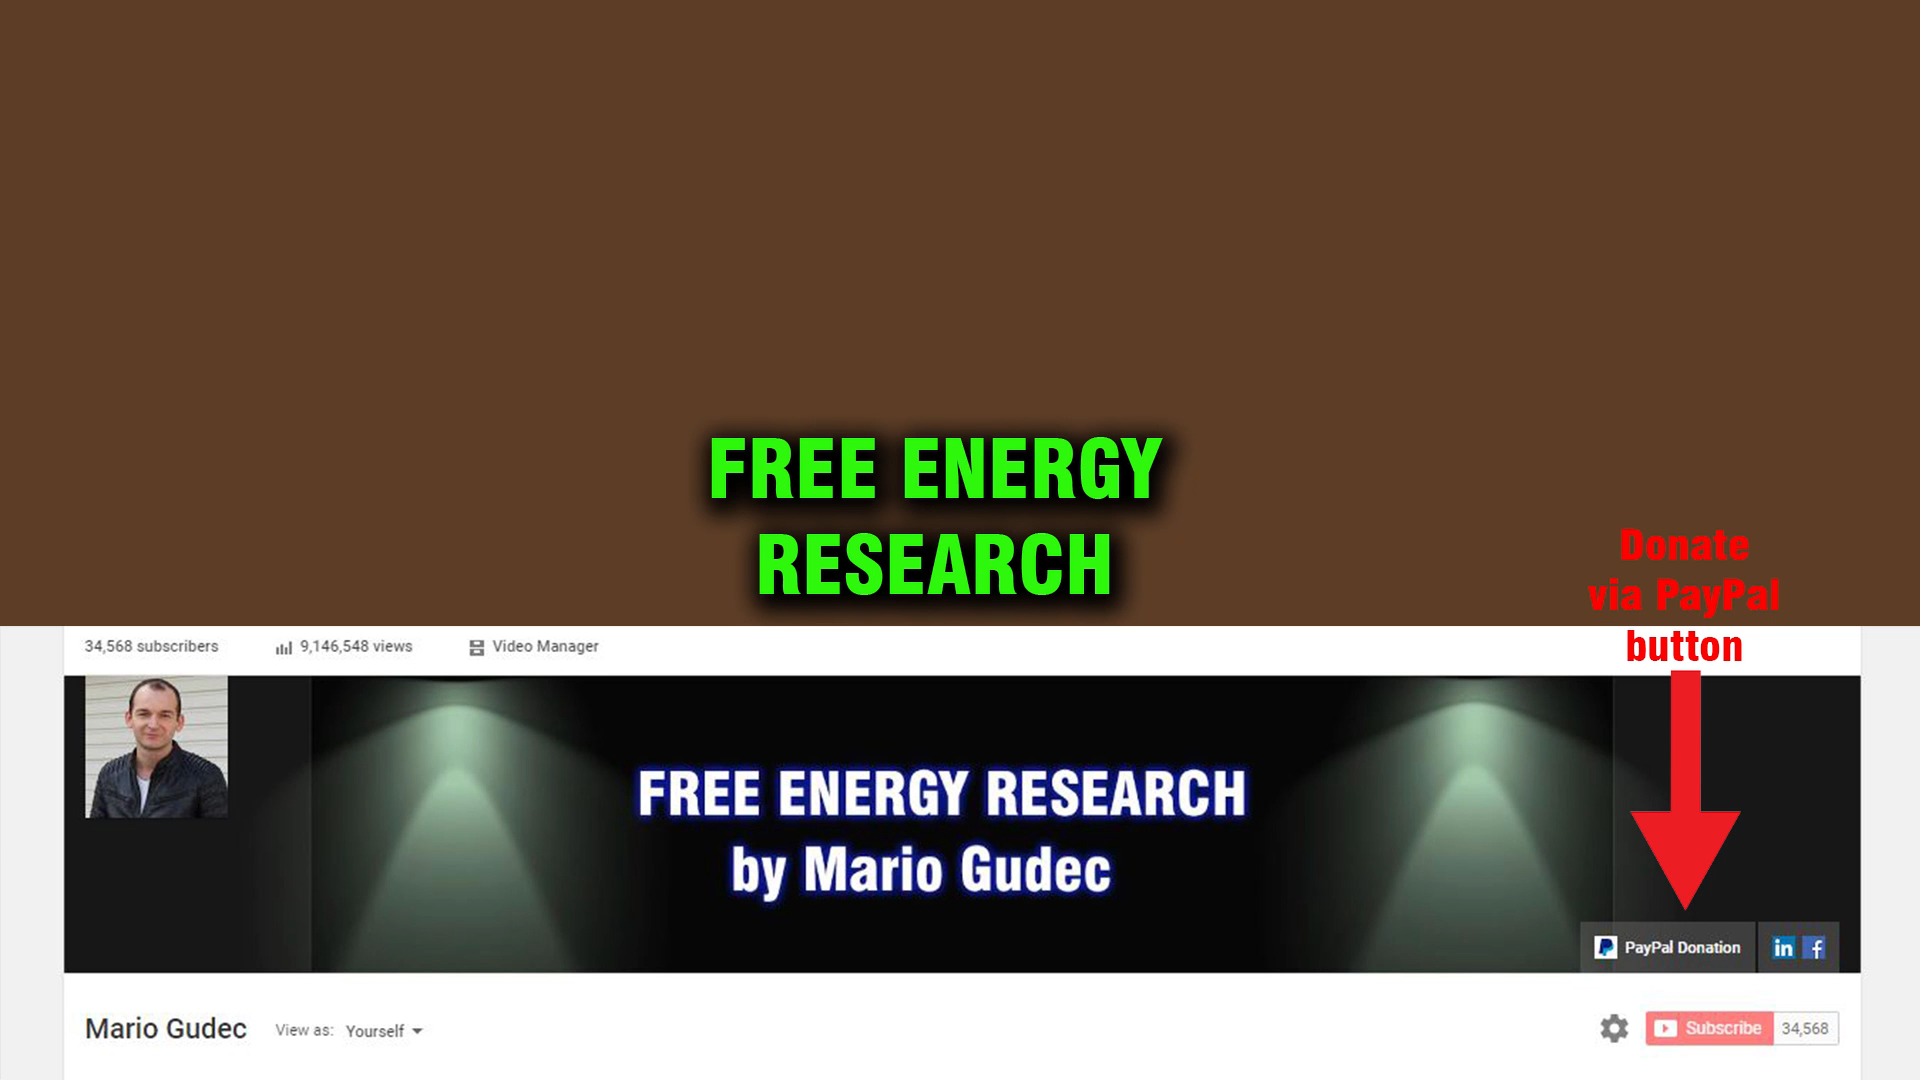 FREE ENERGY
RESEARCH
Donate
via PayPal
button
34,568 subscribers
9,146,548 views
Video Manager
FREE ENERGY RESEARCH
by Mario Gudec
PayPal Donation
in f
Mario Gudec
View as: Yourself
Subscribe 34,568